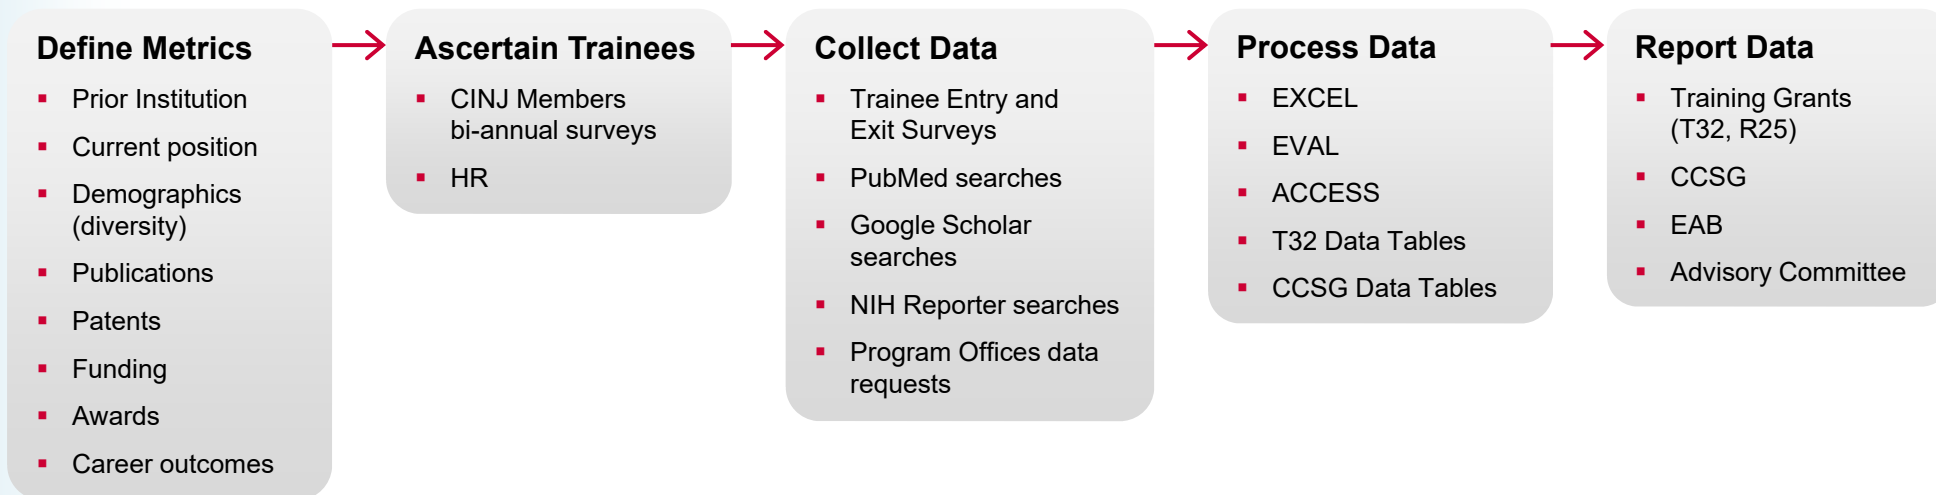 Define Metrics
Prior Institution
Current position
Demographics
(diversity)
Publications
Patents
Funding
Awards
Career outcomes
Ascertain Trainees
CINJ Members
bi-annual surveys
HR
Collect Data
Trainee Entry and
Exit Surveys
PubMed searches
Google Scholar
searches
NIH Reporter searches
Program Offices data
requests
Process Data
EXCEL
EVAL
ACCESS
T32 Data Tables
CCSG Data Tables
Report Data
Training Grants
(T32, R25)
CCSG
EAB
Advisory Committee